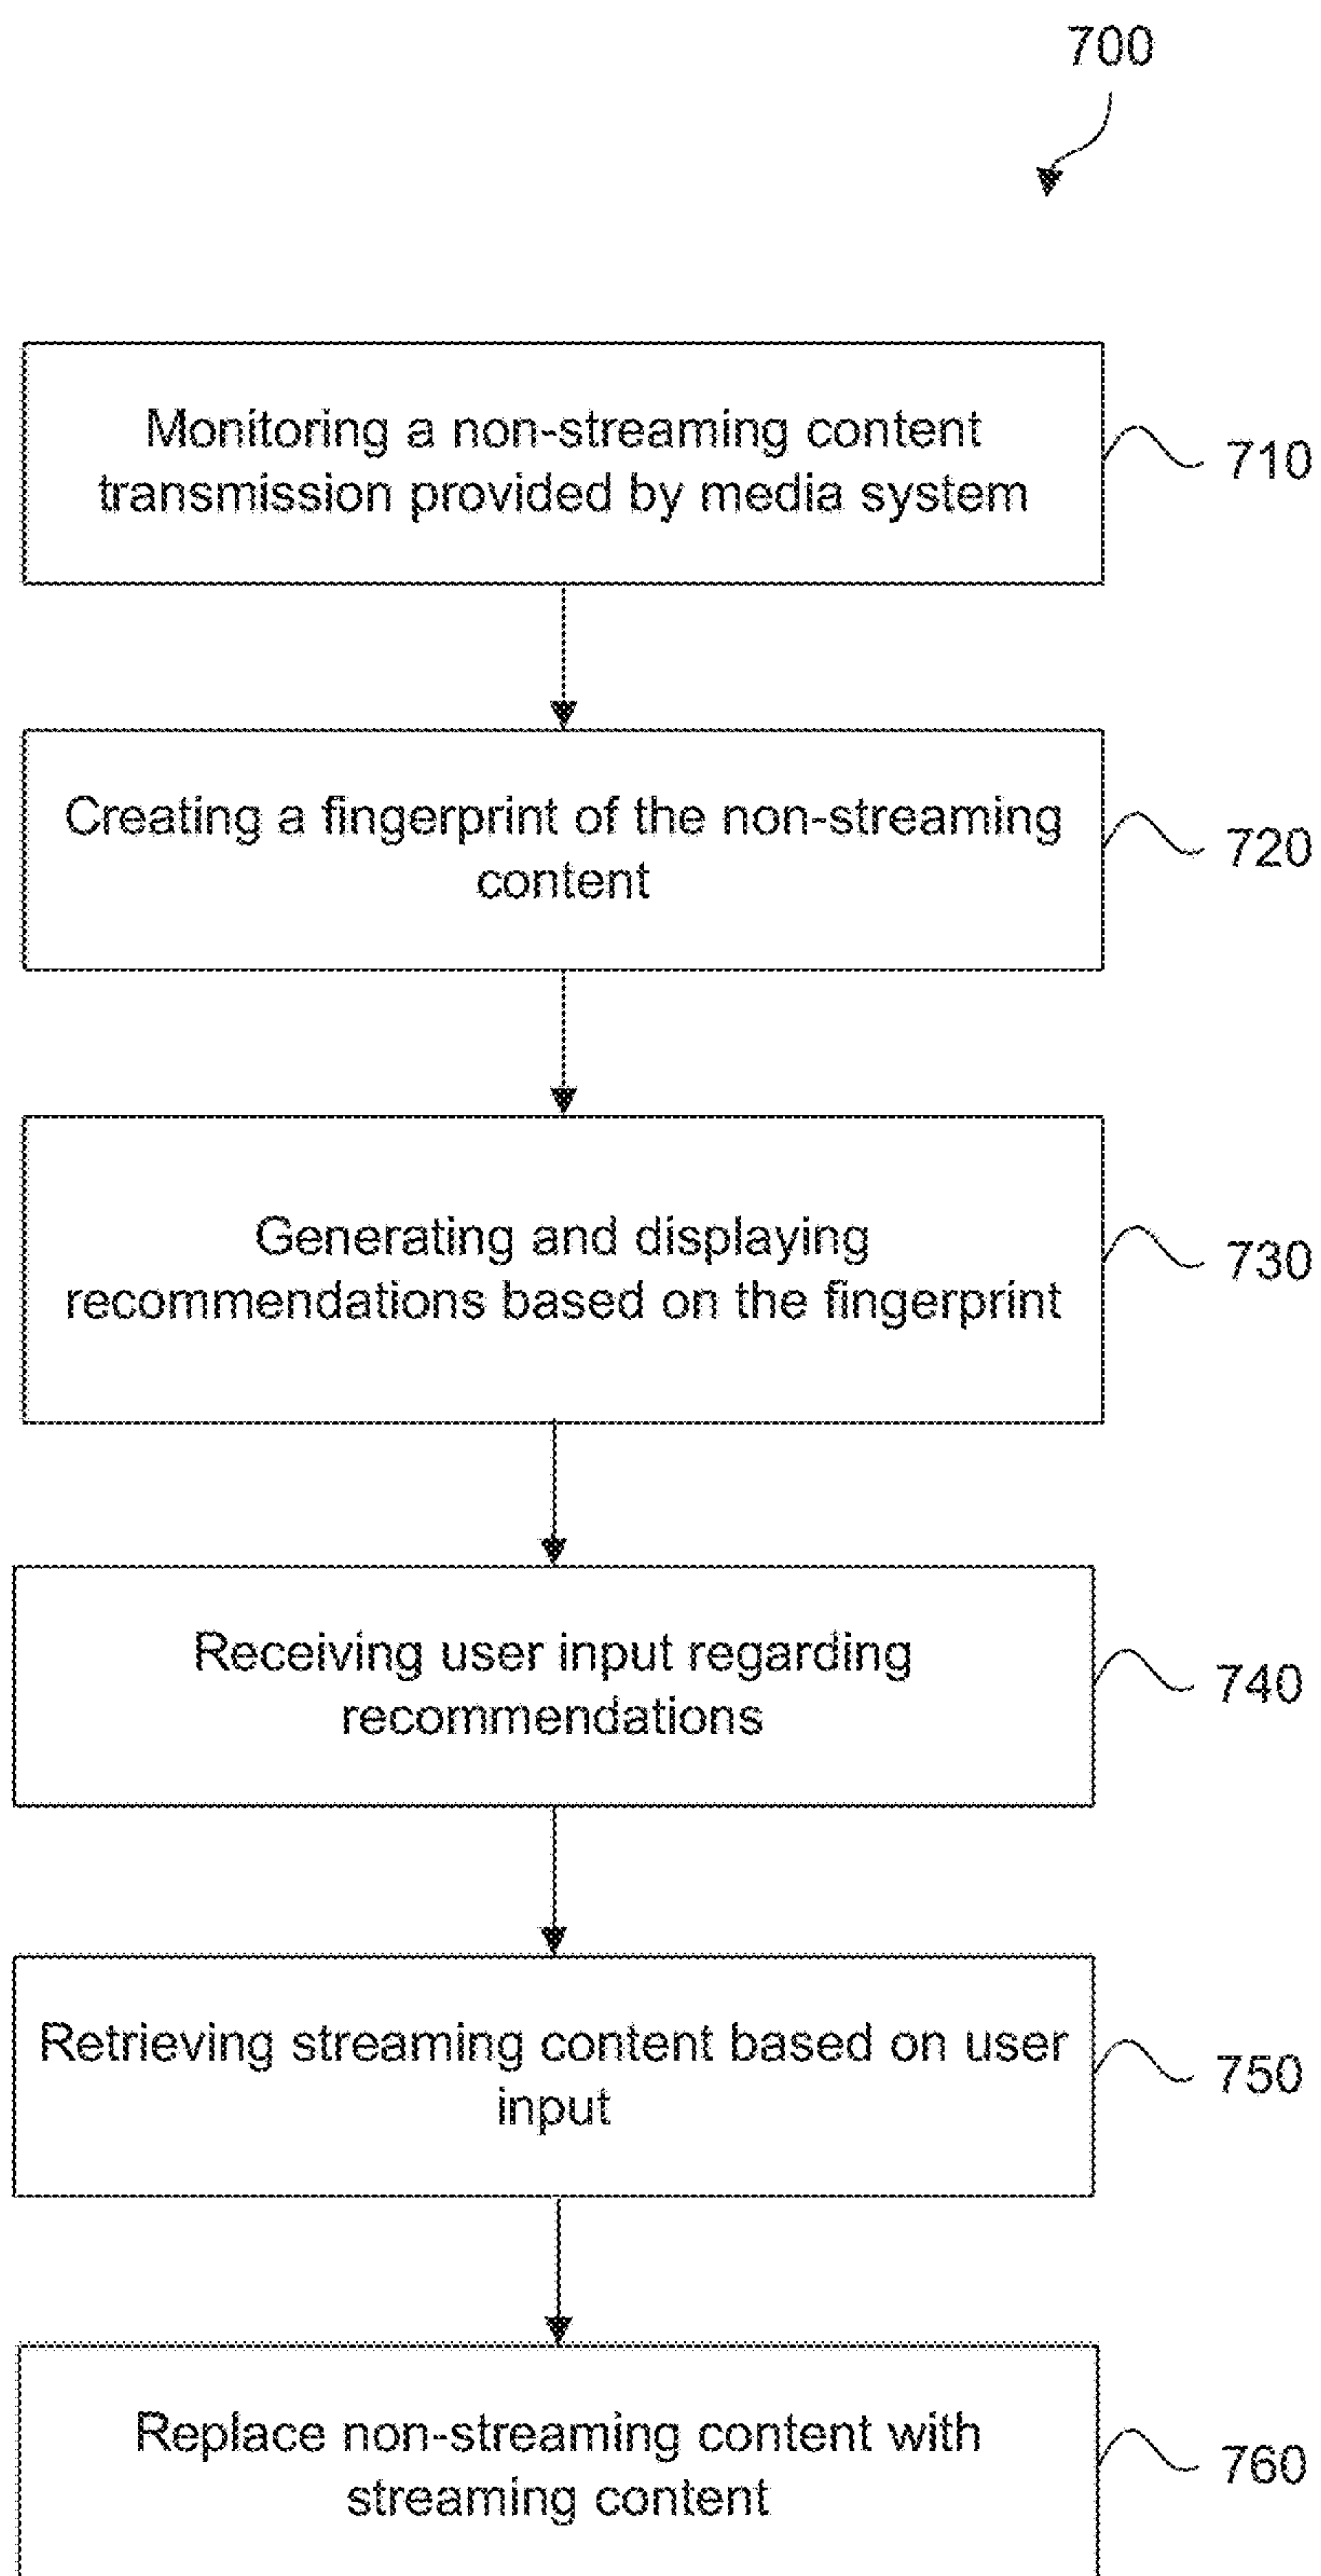 700
Monitoring a non-streaming content
transmission provided by media system
710
Creating a fingerprint of the non-streaming
content
720
Generating and displaying
recommendations based on the fingerprint
730
Receiving user input regarding
recommendations
740
Retrieving streaming content based on user
input
750
Replace non-streaming content with
streaming content
760